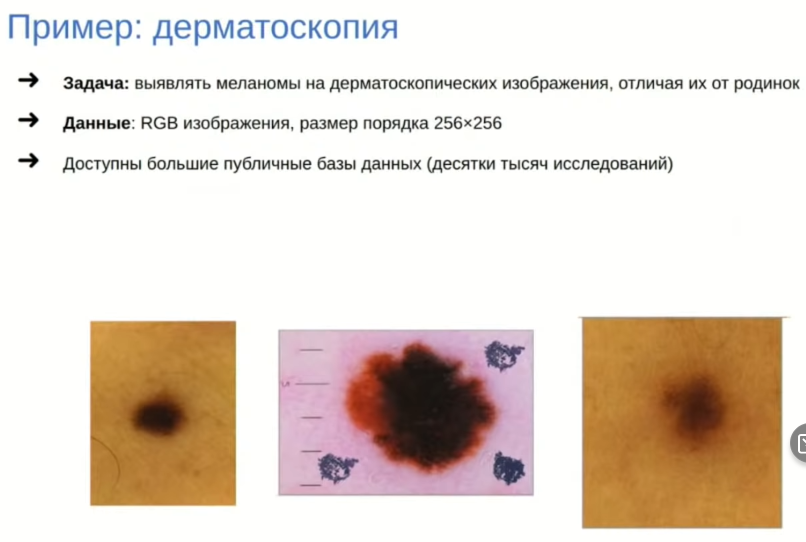 Пример: дерматоскопия
➔ Задача: выявлять меланомы на дерматоскопических изображения, отличая их от родинок
➔ Данные: RGB изображения, размер порядка 256×256
➔ Доступны большие публичные базы данных (десятки тысяч исследований)